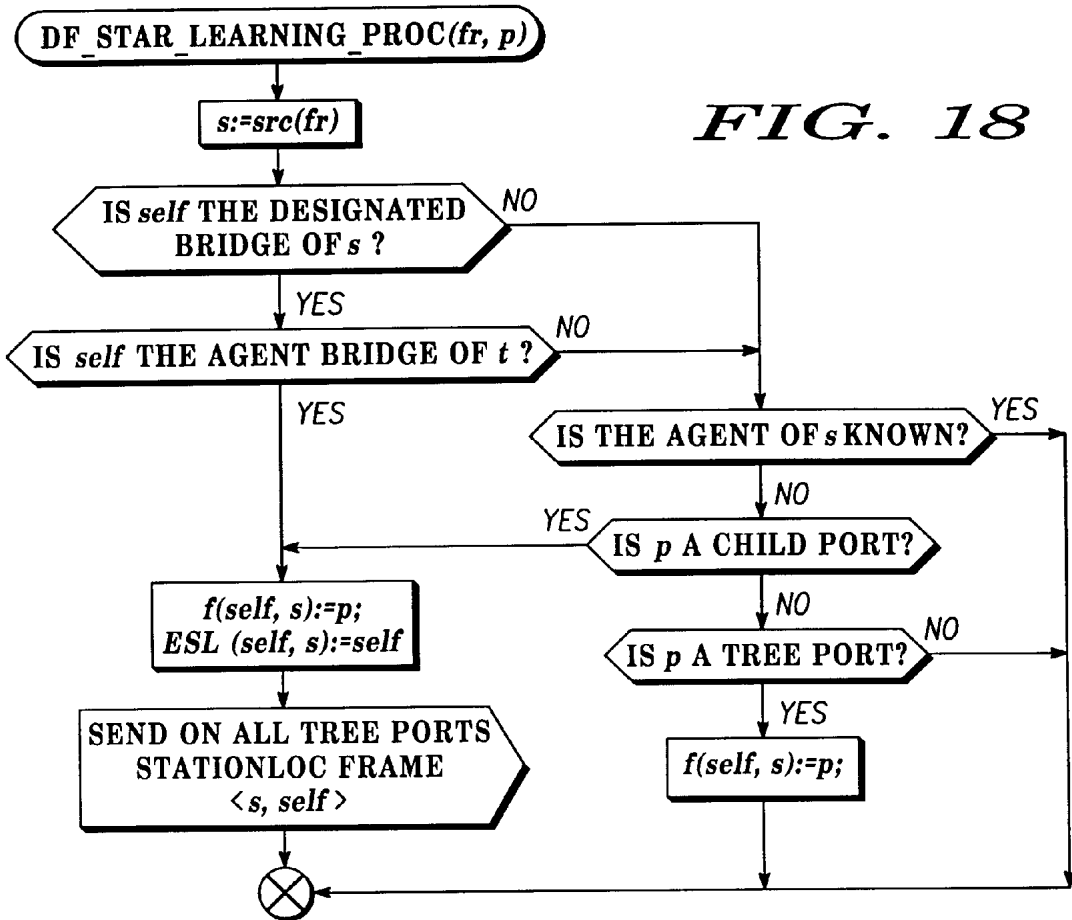 DF_STAR_LEARNING_PROC(fr, p)
FIG. 18
s:=src(fr)
IS self THE DESIGNATED
BRIDGE OF s ?
NO
YES
IS self THE AGENT BRIDGE OF t ?
NO
YES
IS THE AGENT OF s KNOWN?
YES
NO
IS p A CHILD PORT?
YES
NO
f(self, s):=p;
ESL (self, s):=self
IS p A TREE PORT?
NO
YES
SEND ON ALL TREE PORTS
STATIONLOC FRAME
<s, self>
f(self, s):=p;